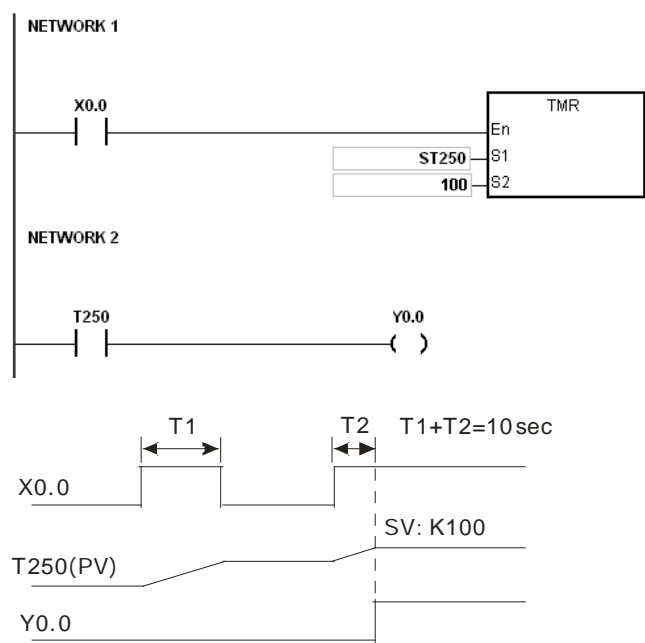 NETWORK 1
X0.0
TMR
En
ST250 S1
100 S2
NETWORK 2
T250 Y0.0
T1 T2 T1+T2=10 sec
X0.0
SV: K100
T250(PV)
Y0.0